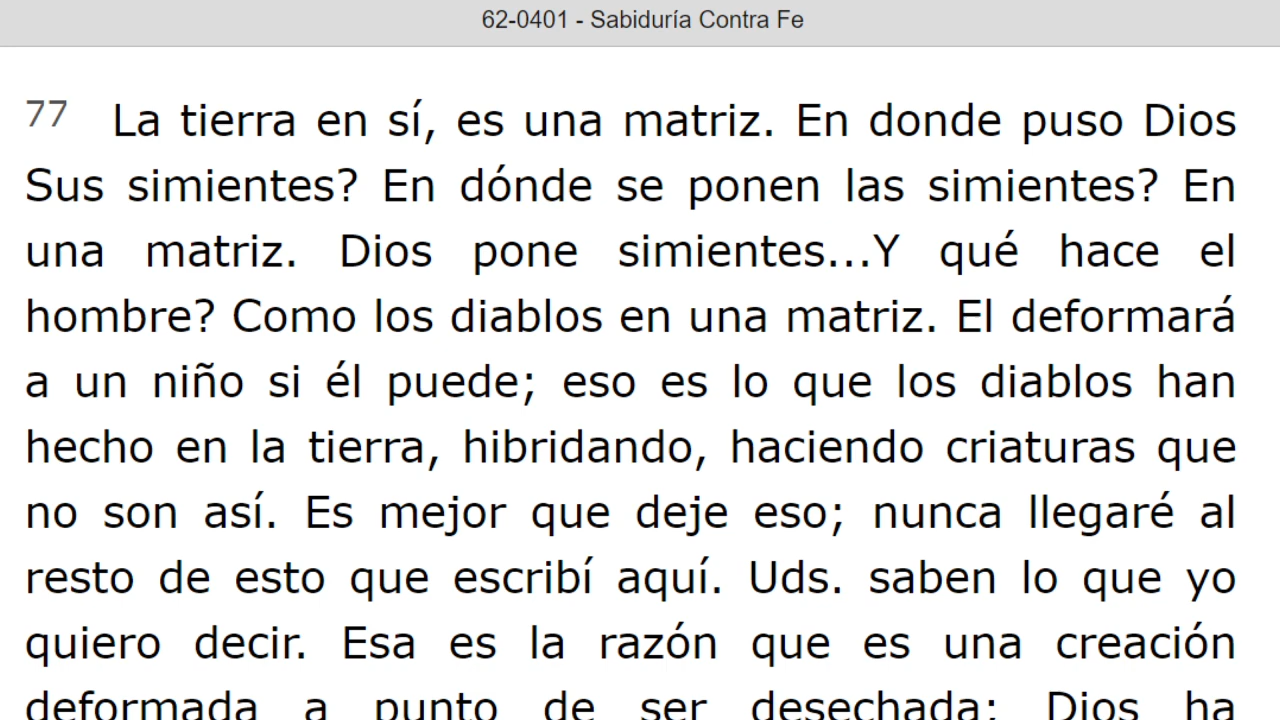 62-0401 - Sabiduría Contra Fe
77 La tierra en sí, es una matriz. En donde puso Dios
Sus simientes? En dónde se ponen las simientes? En
una matriz. Dios pone simientes...Y qué hace el
hombre? Como los diablos en una matriz. El deformará
a un niño si él puede; eso es lo que los diablos han
hecho en la tierra, hibridando, haciendo criaturas que
no son así. Es mejor que deje eso; nunca llegaré al
resto de esto que escribí aquí. Uds. saben lo que yo
quiero decir. Esa es la razón que es una creación
deformada a punto de ser desechada; Dios ha